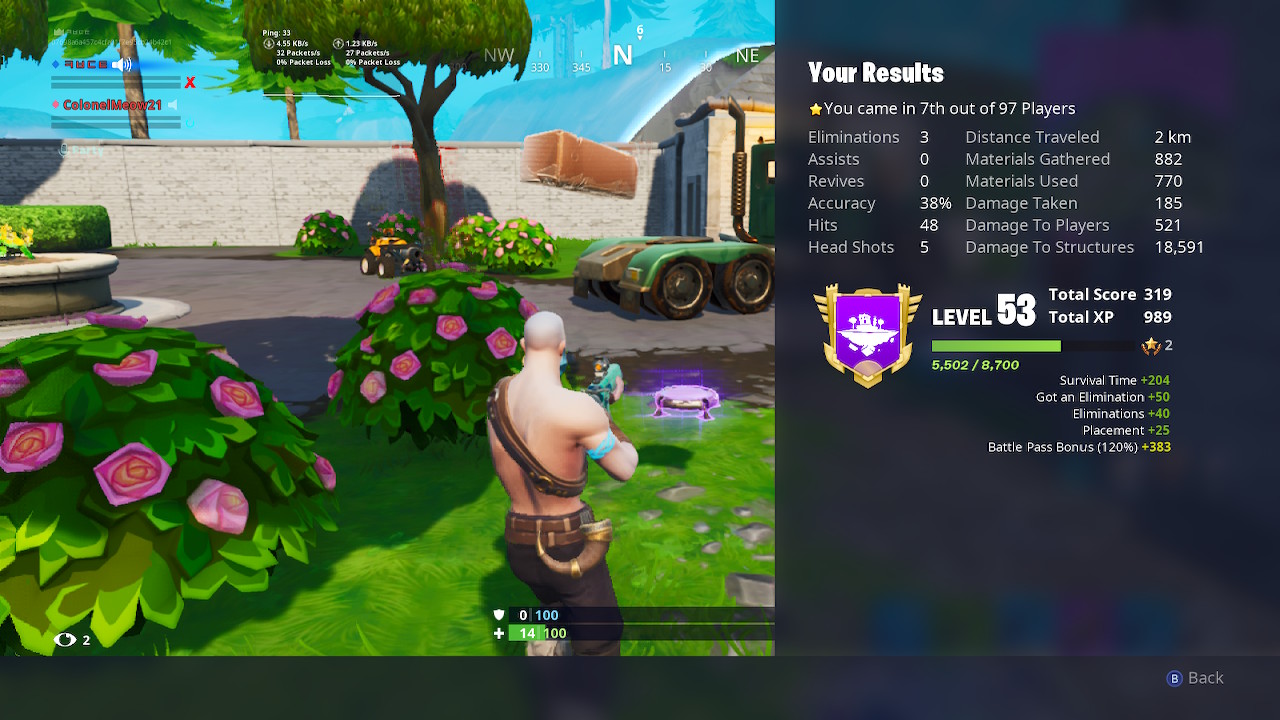 Ping: 33
4.55 KB/s 1.23 KB/s
32 Packets/s 27 Packets/s
0% Packet Loss 0% Packet Loss
6
NW 330 345 N 15 30 NE
X
ColonelMeow21
0 | 100
14 | 100
2
Your Results
You came in 7th out of 97 Players
Eliminations 3 Distance Traveled 2 km
Assists 0 Materials Gathered 882
Revives 0 Materials Used 770
Accuracy 38% Damage Taken 185
Hits 48 Damage To Players 521
Head Shots 5 Damage To Structures 18,591
LEVEL 53
Total Score 319
Total XP 989
2
5,502 / 8,700
Survival Time +204
Got an Elimination +50
Eliminations +40
Placement +25
Battle Pass Bonus (120%) +383
B Back